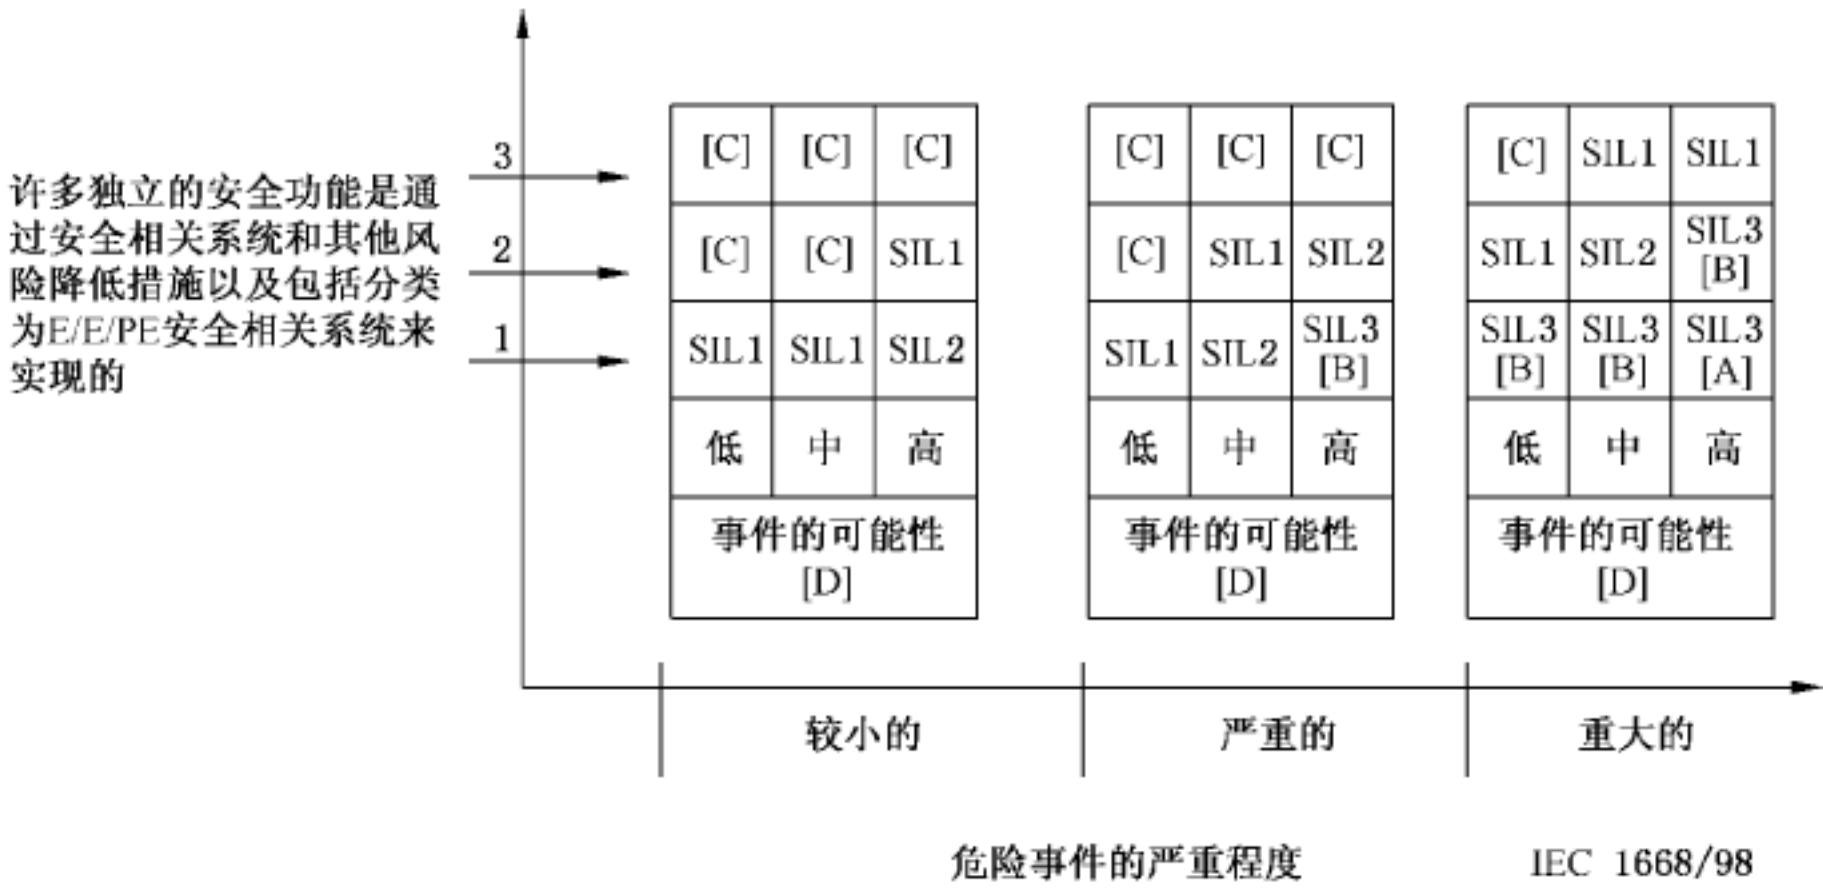 3
许多独立的安全功能是通
过安全相关系统和其他风
险降低措施以及包括分类
为E/E/PE安全相关系统来
实现的
2
1
[C] [C] [C]
[C] [C] SIL1
SIL1 SIL1 SIL2
低 中 高
事件的可能性
[D]
[C] [C] [C]
[C] SIL1 SIL2
SIL1 SIL2 SIL3
[B]
低 中 高
事件的可能性
[D]
[C] SIL1 SIL1
SIL1 SIL2 SIL3
[B]
SIL3 SIL3 SIL3
[B] [B] [A]
低 中 高
事件的可能性
[D]
较小的 严重的 重大的
危险事件的严重程度
IEC 1668/98